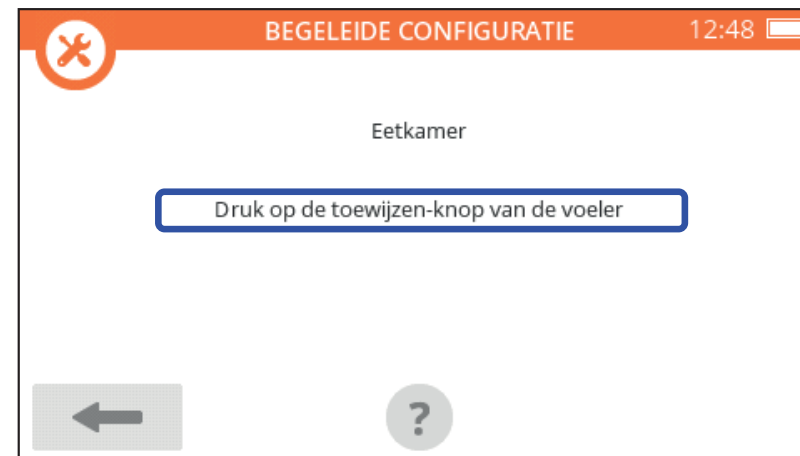 BEGELEIDE CONFIGURATIE 12:48
Eetkamer
Druk op de toewijzen-knop van de voeler
?